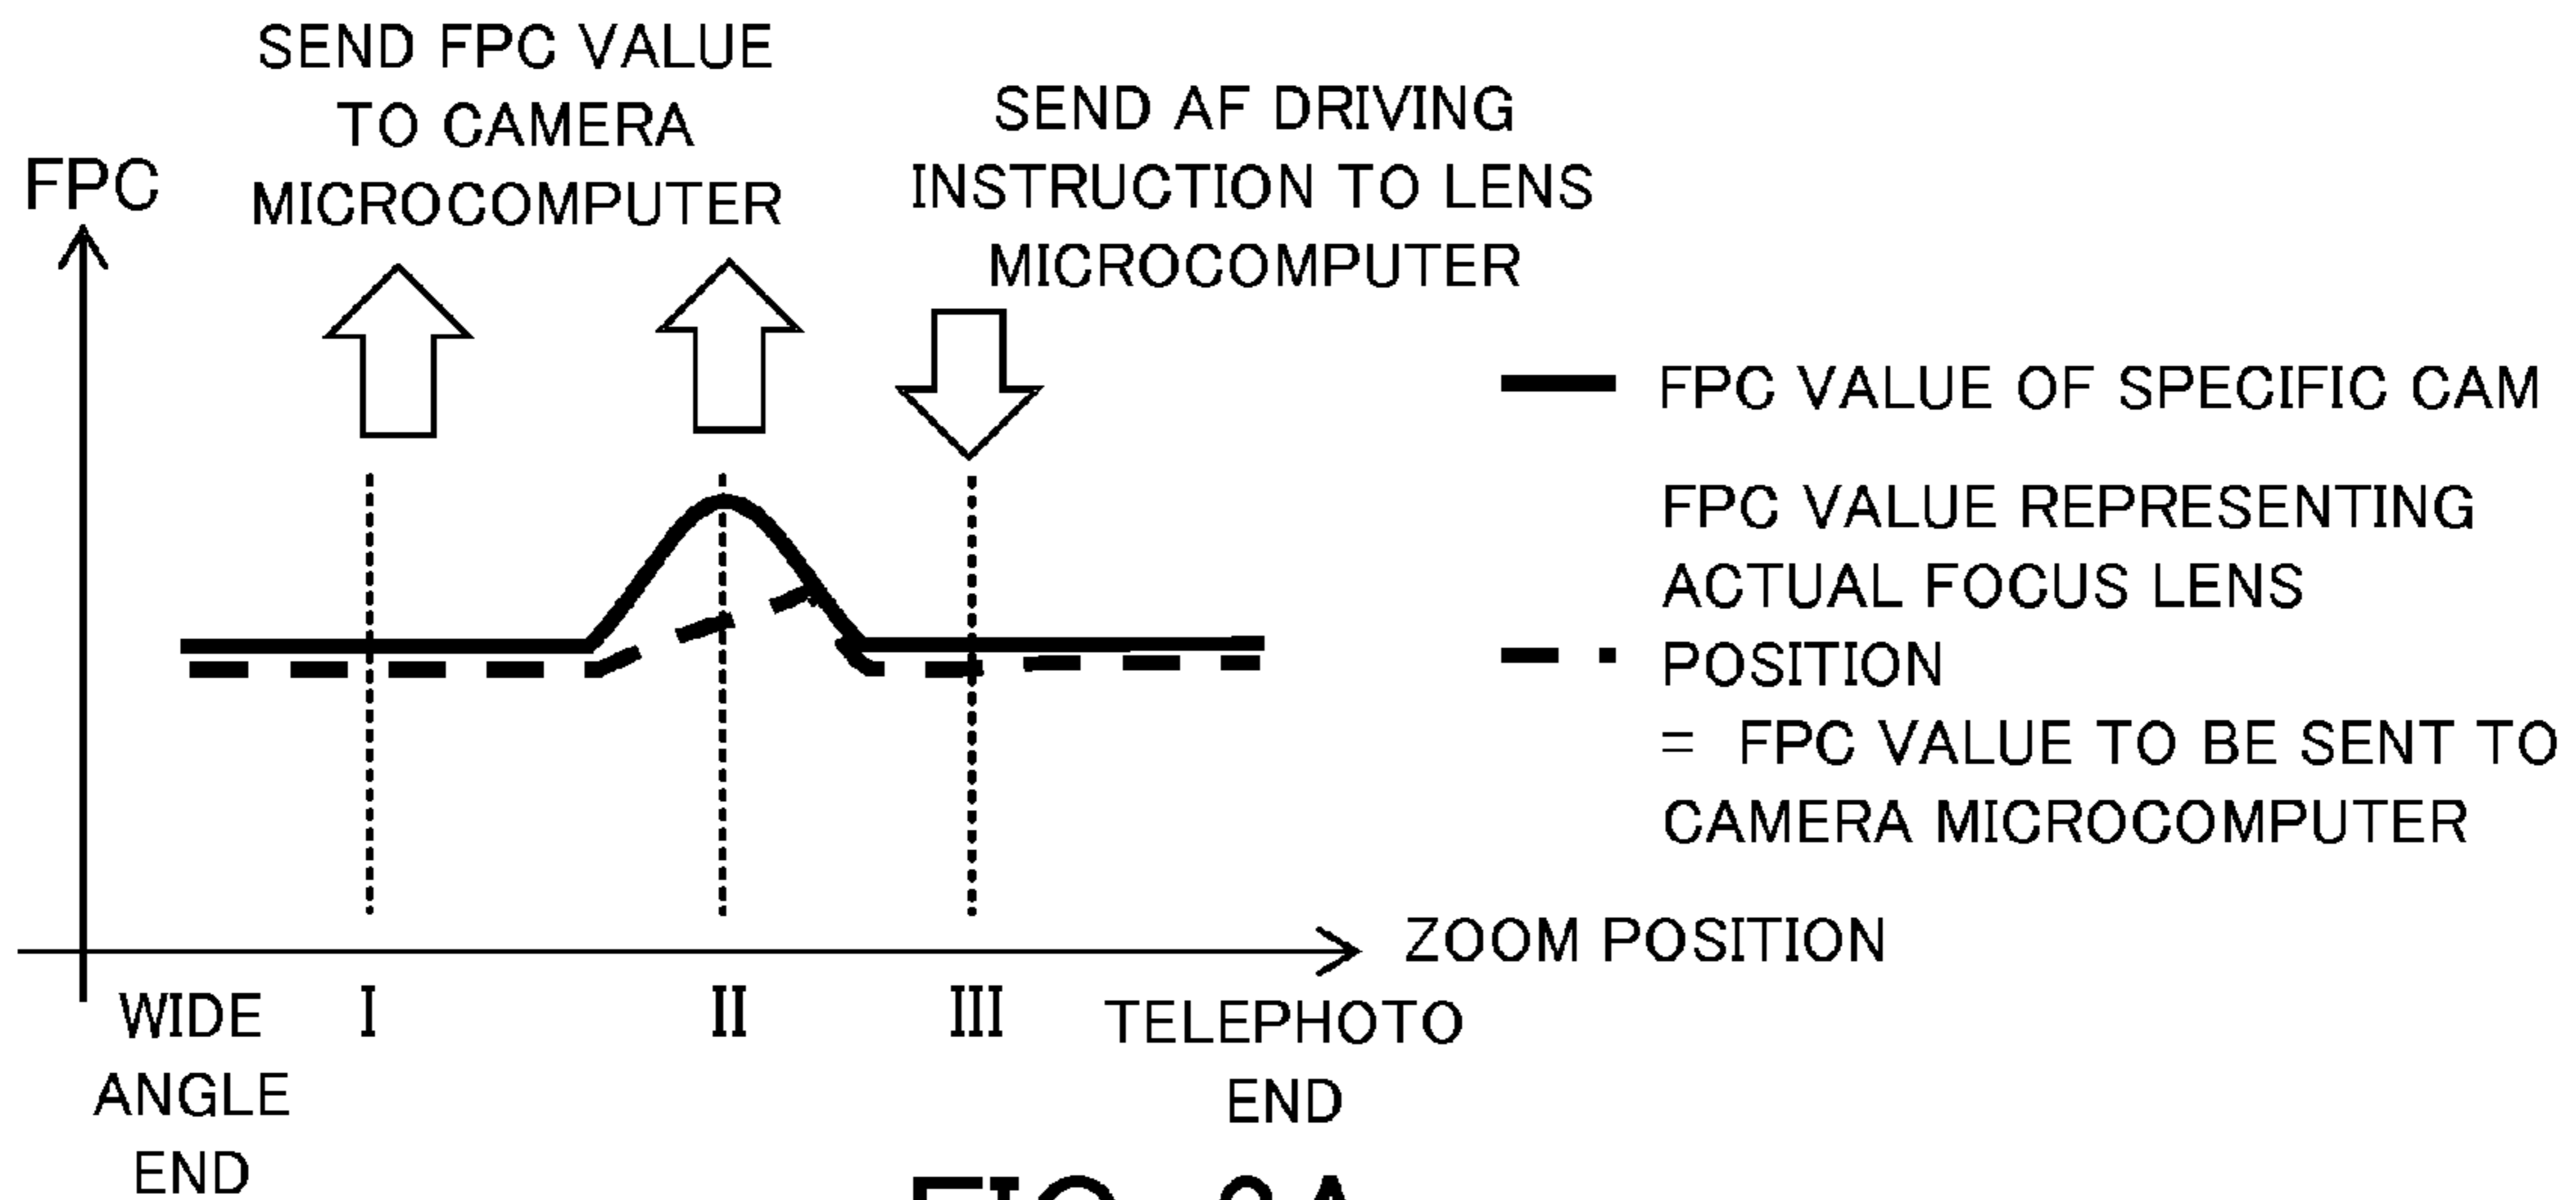 SEND FPC VALUE
TO CAMERA
MICROCOMPUTER
SEND AF DRIVING
INSTRUCTION TO LENS
MICROCOMPUTER
FPC
FPC VALUE OF SPECIFIC CAM
FPC VALUE REPRESENTING
ACTUAL FOCUS LENS
POSITION
= FPC VALUE TO BE SENT TO
CAMERA MICROCOMPUTER
ZOOM POSITION
WIDE
ANGLE
END
I
II
III
TELEPHOTO
END